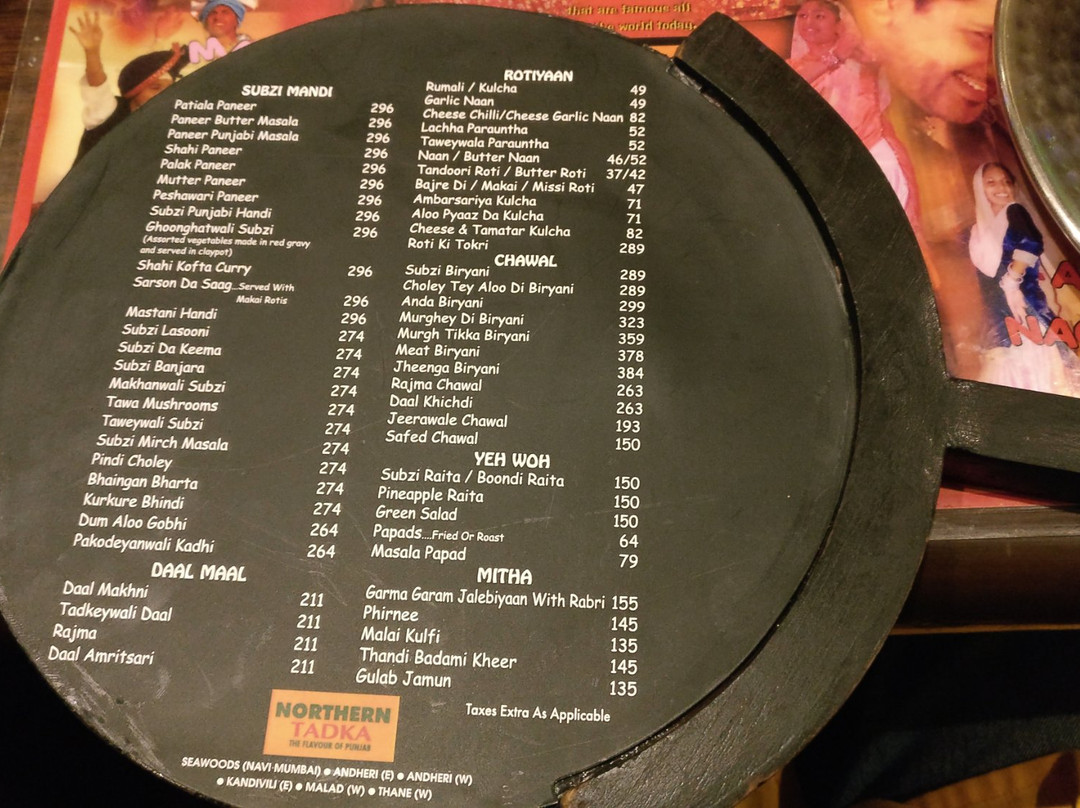 that are famous all
the world today.
SUBZI MANDI
Patiala Paneer 296
Paneer Butter Masala 296
Paneer Punjabi Masala 296
Shahi Paneer 296
Palak Paneer 296
Mutter Paneer 296
Peshawari Paneer 296
Subzi Punjabi Handi 296
Ghoonghatwali Subzi 296
(Assorted vegetables made in red gravy
and served in claypot)
Shahi Kofta Curry 296
Sarson Da Saag...Served With
Makai Rotis 296
Mastani Handi 296
Subzi Lasooni 274
Subzi Da Keema 274
Subzi Banjara 274
Makhanwali Subzi 274
Tawa Mushrooms 274
Taweywali Subzi 274
Subzi Mirch Masala 274
Pindi Choley 274
Bhaingan Bharta 274
Kurkure Bhindi 274
Dum Aloo Gobhi 264
Pakodeyanwali Kadhi 264
DAAL MAAL
Daal Makhni 211
Tadkeywali Daal 211
Rajma 211
Daal Amritsari 211
ROTIYAAN
Rumali / Kulcha 49
Garlic Naan 49
Cheese Chilli/Cheese Garlic Naan 82
Lachha Parauntha 52
Taweywala Parauntha 52
Naan / Butter Naan 46/52
Tandoori Roti / Butter Roti 37/42
Bajre Di / Makai / Missi Roti 47
Ambarsariya Kulcha 71
Aloo Pyaaz Da Kulcha 71
Cheese & Tamatar Kulcha 82
Roti Ki Tokri 289
CHAWAL
Subzi Biryani 289
Choley Tey Aloo Di Biryani 289
Anda Biryani 299
Murghey Di Biryani 323
Murgh Tikka Biryani 359
Meat Biryani 378
Jheenga Biryani 384
Rajma Chawal 263
Daal Khichdi 263
Jeerawale Chawal 193
Safed Chawal 150
YEH WOH
Subzi Raita / Boondi Raita 150
Pineapple Raita 150
Green Salad 150
Papads....Fried Or Roast 64
Masala Papad 79
MITHA
Garma Garam Jalebiyaan With Rabri 155
Phirnee 145
Malai Kulfi 135
Thandi Badami Kheer 145
Gulab Jamun 135
Taxes Extra As Applicable
NORTHERN
TADKA
THE FLAVOUR OF PUNJAB
SEAWOODS (NAVI-MUMBAI) ● ANDHERI (E) ● ANDHERI (W)
● KANDIVILI (E) ● MALAD (W) ● THANE (W)